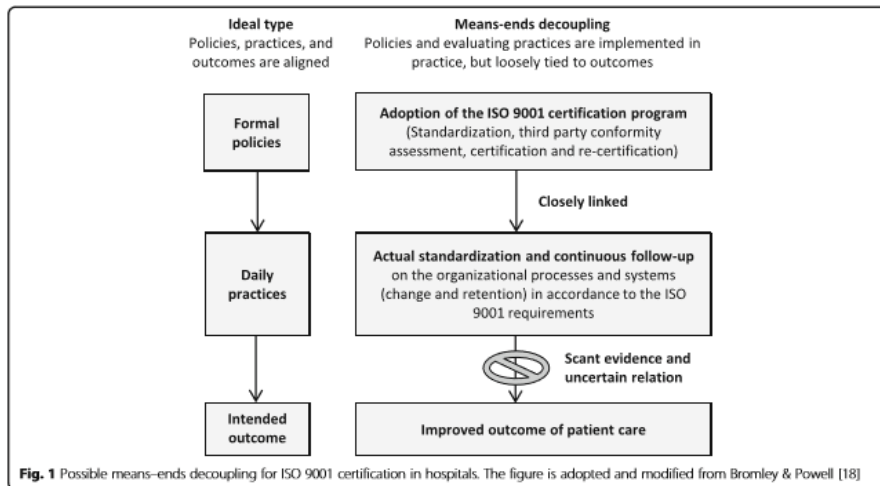 Ideal type
Policies, practices, and
outcomes are aligned
Means-ends decoupling
Policies and evaluating practices are implemented in
practice, but loosely tied to outcomes
Formal
policies
Adoption of the ISO 9001 certification program
(Standardization, third party conformity
assessment, certification and re-certification)
Closely linked
Daily
practices
Actual standardization and continuous follow-up
on the organizational processes and systems
(change and retention) in accordance to the ISO
9001 requirements
Scant evidence and
uncertain relation
Intended
outcome
Improved outcome of patient care
Fig. 1 Possible means–ends decoupling for ISO 9001 certification in hospitals. The figure is adopted and modified from Bromley & Powell [18]